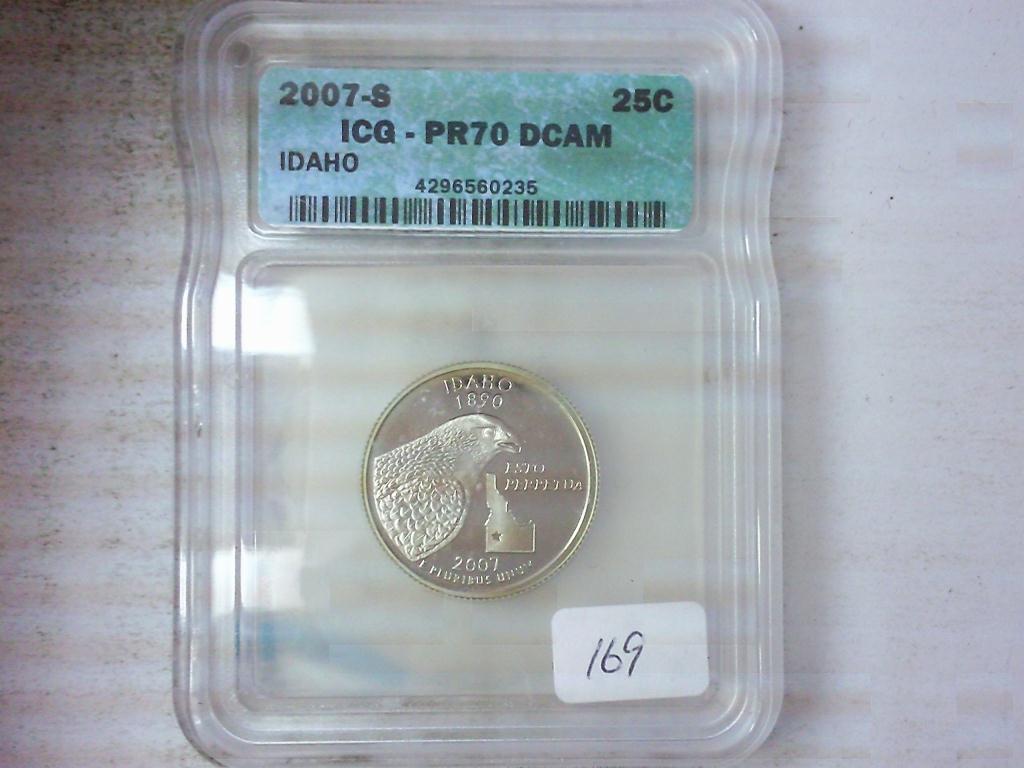 2007-S 25C
ICG - PR70 DCAM
IDAHO
4296560235
IDAHO
1890
ESTO
PERPETUA
2007
E PLURIBUS UNUM
169